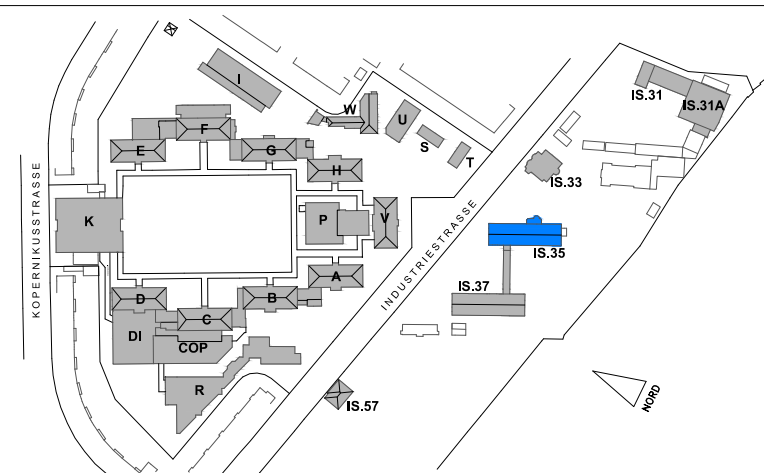 I
IS.31
IS.31A
W
U
S
T
F
E
G
H
IS.33
K
P
V
KOPERNIKUSSTRASSE
INDUSTRIESTRASSE
IS.35
A
IS.37
D
B
C
DI
COP
R
IS.57
NORD